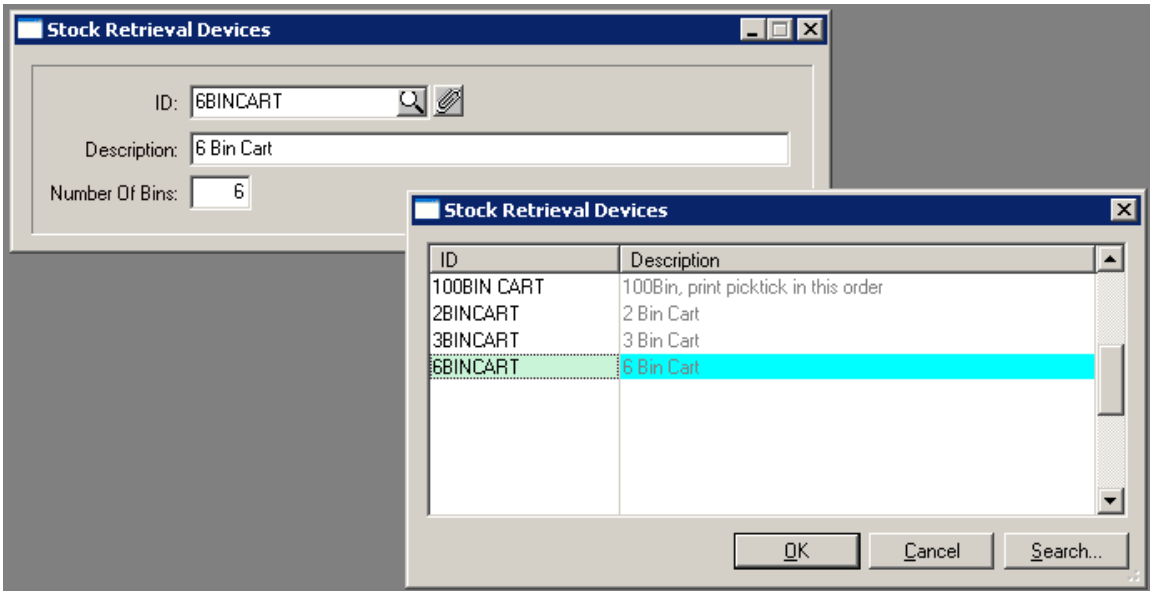 Stock Retrieval Devices
ID: 6BINCART
Description: 6 Bin Cart
Number Of Bins: 6
Stock Retrieval Devices
ID Description
100BIN CART 100Bin, print picktick in this order
2BINCART 2 Bin Cart
3BINCART 3 Bin Cart
6BINCART 6 Bin Cart
OK Cancel Search...